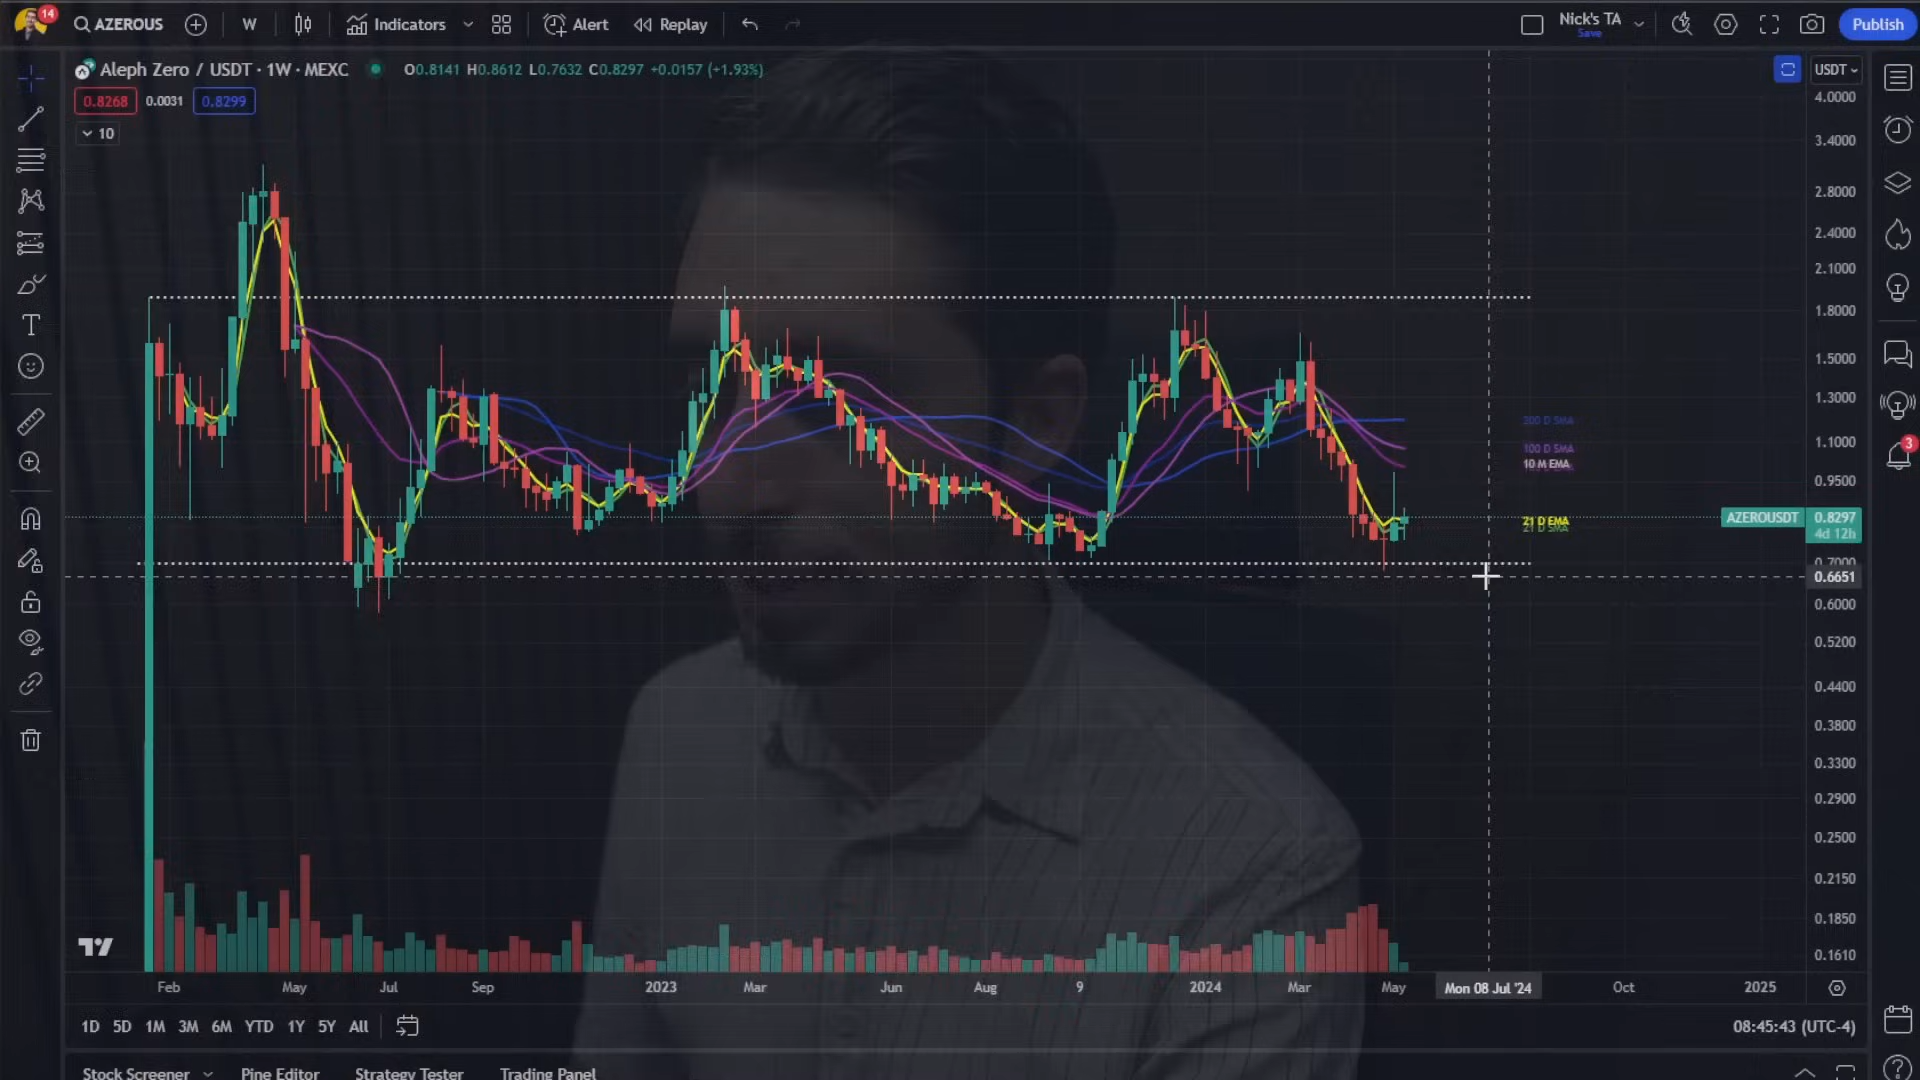 14
AZEROUS
W
Indicators
Alert
Replay
Nick's TA
Save
Publish
Aleph Zero / USDT · 1W · MEXC
O0.8141 H0.8612 L0.7632 C0.8297 +0.0157 (+1.93%)
USDT
0.8268 0.0031 0.8299
10
4.0000
3.4000
2.8000
2.4000
2.1000
1.8000
1.5000
1.3000
200 D SMA
1.1000
100 D SMA
10 M EMA
0.9500
3
AZEROUSDT 0.8297
4d 12h
21 D EMA
21 D SMA
0.7000
0.6651
0.6000
0.5200
0.4400
0.3800
0.3300
0.2900
0.2500
0.2150
0.1850
0.1610
Feb May Jul Sep 2023 Mar Jun Aug 9 2024 Mar May Mon 08 Jul '24 Oct 2025
1D 5D 1M 3M 6M YTD 1Y 5Y All
08:45:43 (UTC-4)
Stock Screener Pine Editor Strategy Tester Trading Panel